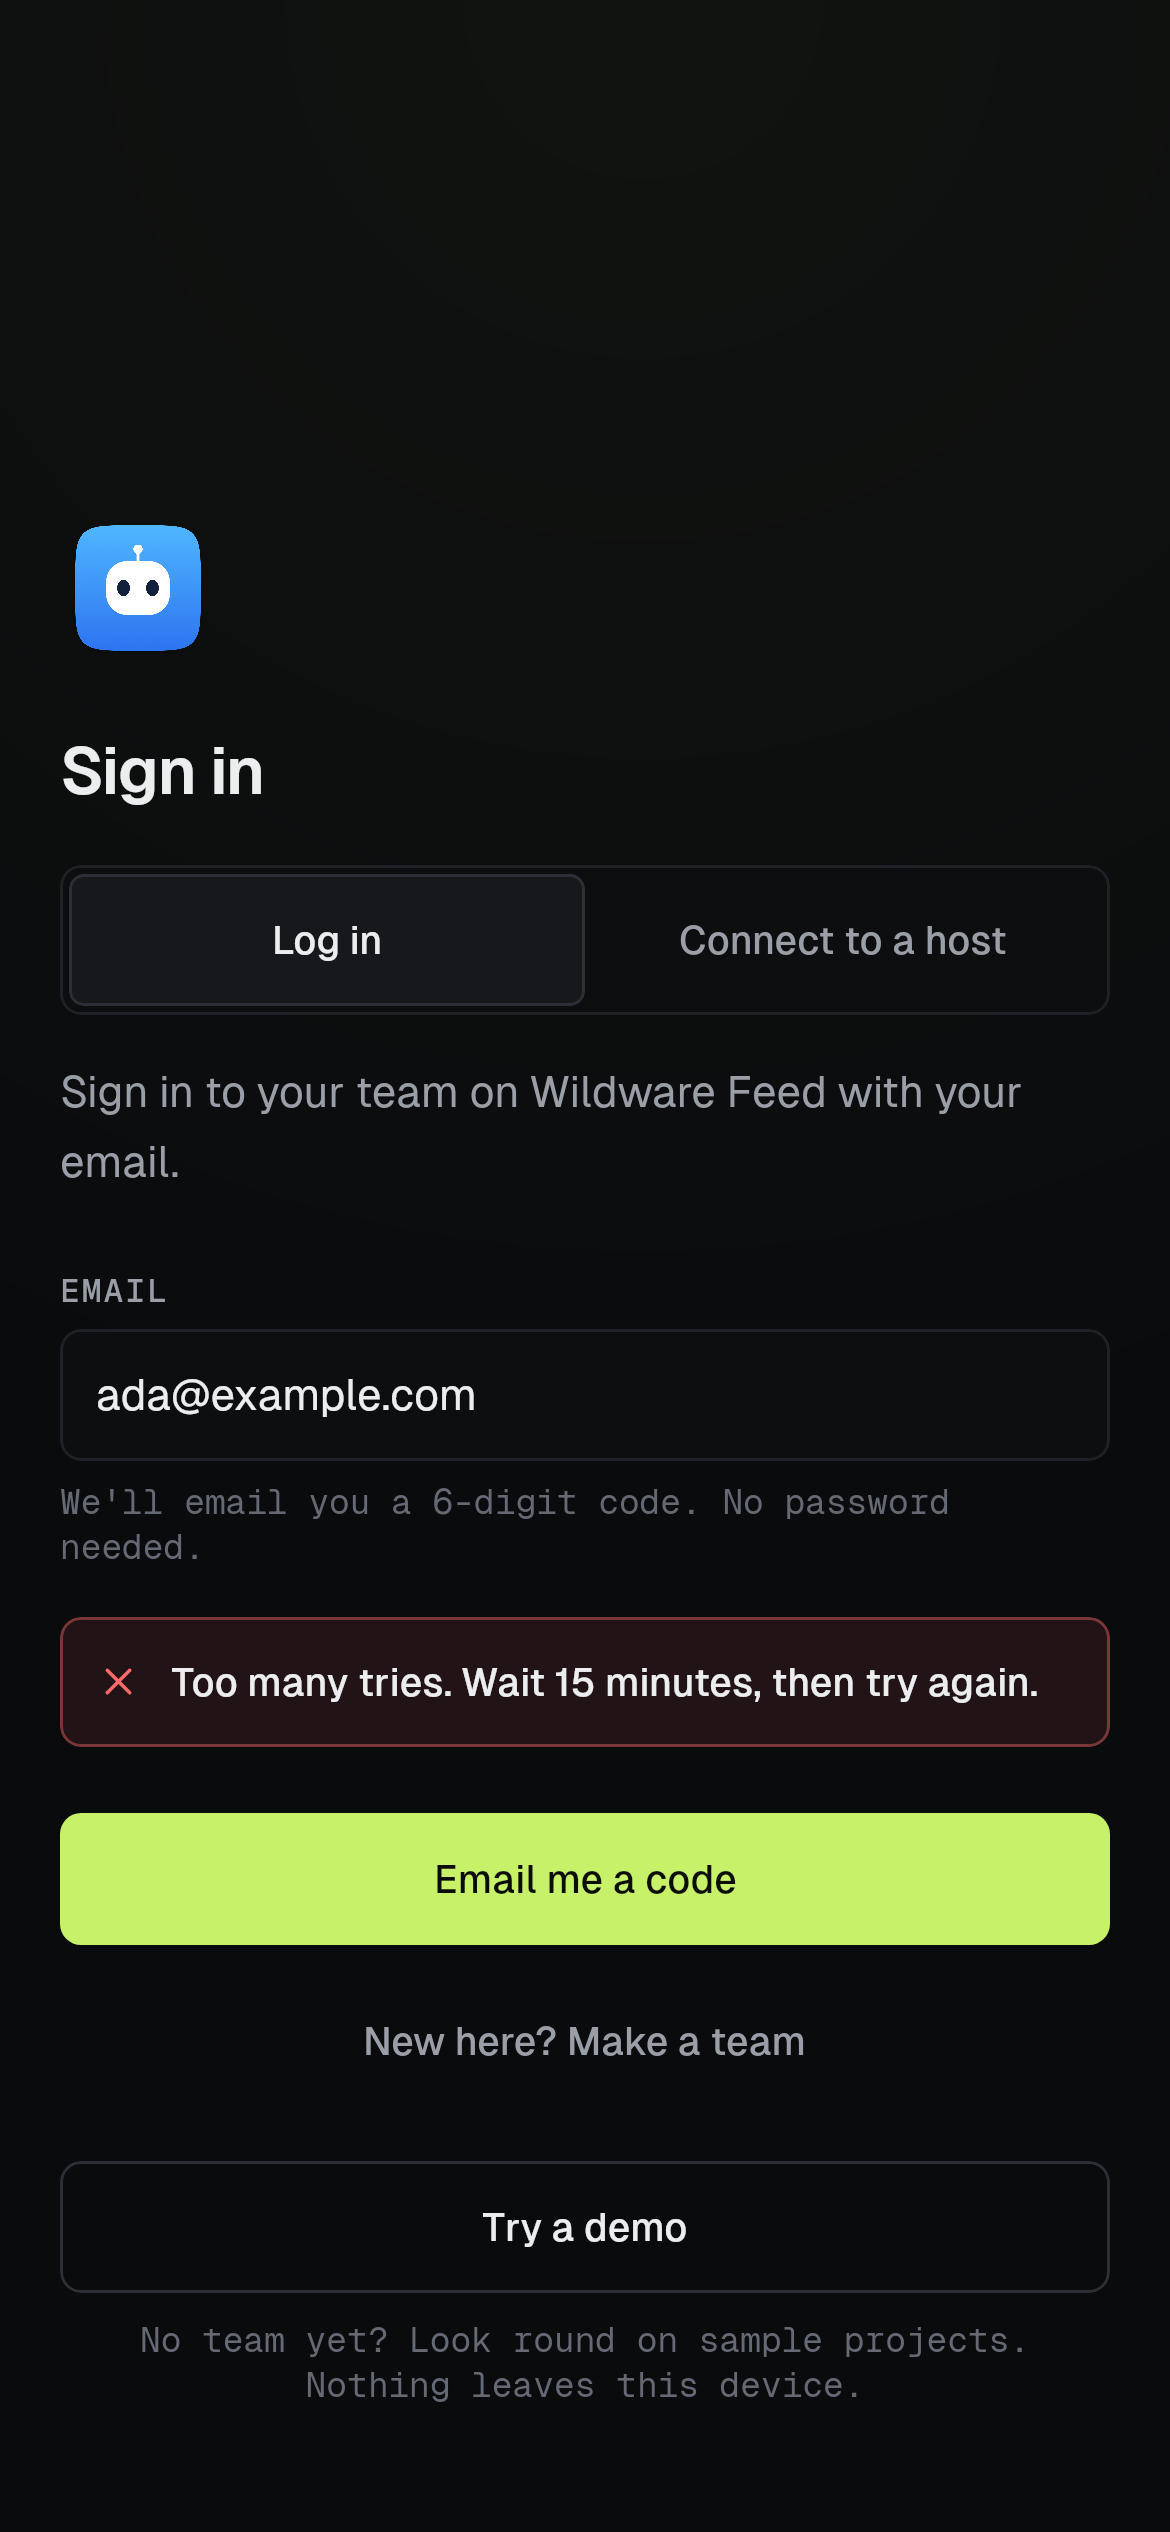 Sign in
Log in
Connect to a host
Sign in to your team on Wildware Feed with your
email.
EMAIL
ada@example.com
We'll email you a 6-digit code. No password
needed.
Too many tries. Wait 15 minutes, then try again.
Email me a code
New here? Make a team
Try a demo
No team yet? Look round on sample projects.
Nothing leaves this device.